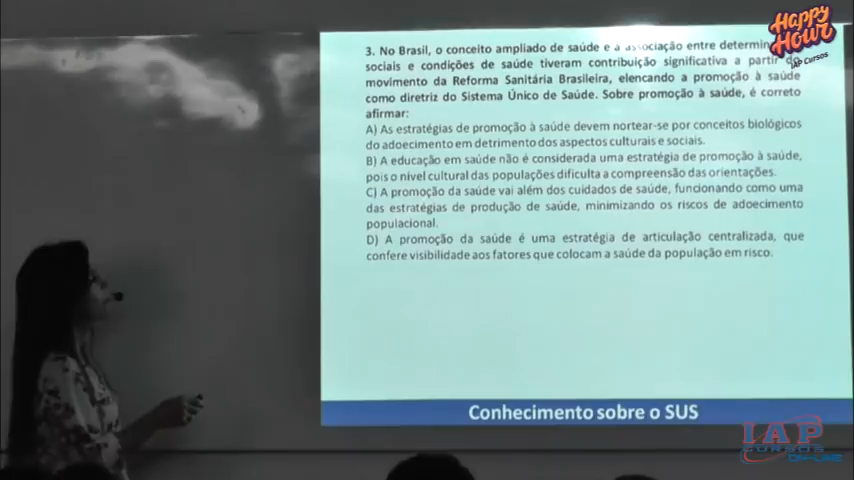 Happy
Hour
IAP Cursos
3. No Brasil, o conceito ampliado de saúde e a associação entre
sociais e condições de saúde tiveram contribuição significativa a partir do
movimento da Reforma Sanitária Brasileira, elencando a promoção à saúde
como diretriz do Sistema Único de Saúde. Sobre promoção à saúde, é correto
afirmar:
A) As estratégias de promoção à saúde devem nortear-se por conceitos biológicos
do adoecimento em detrimento dos aspectos culturais e sociais.
B) A educação em saúde não é considerada uma estratégia de promoção à saúde,
pois o nível cultural das populações dificulta a compreensão das orientações.
C) A promoção da saúde vai além dos cuidados de saúde, funcionando como uma
das estratégias de produção de saúde, minimizando os riscos de adoecimento
populacional.
D) A promoção da saúde é uma estratégia de articulação centralizada, que
confere visibilidade aos fatores que colocam a saúde da população em risco.
Conhecimento sobre o SUS
IAP
CURSOS
ON-LINE